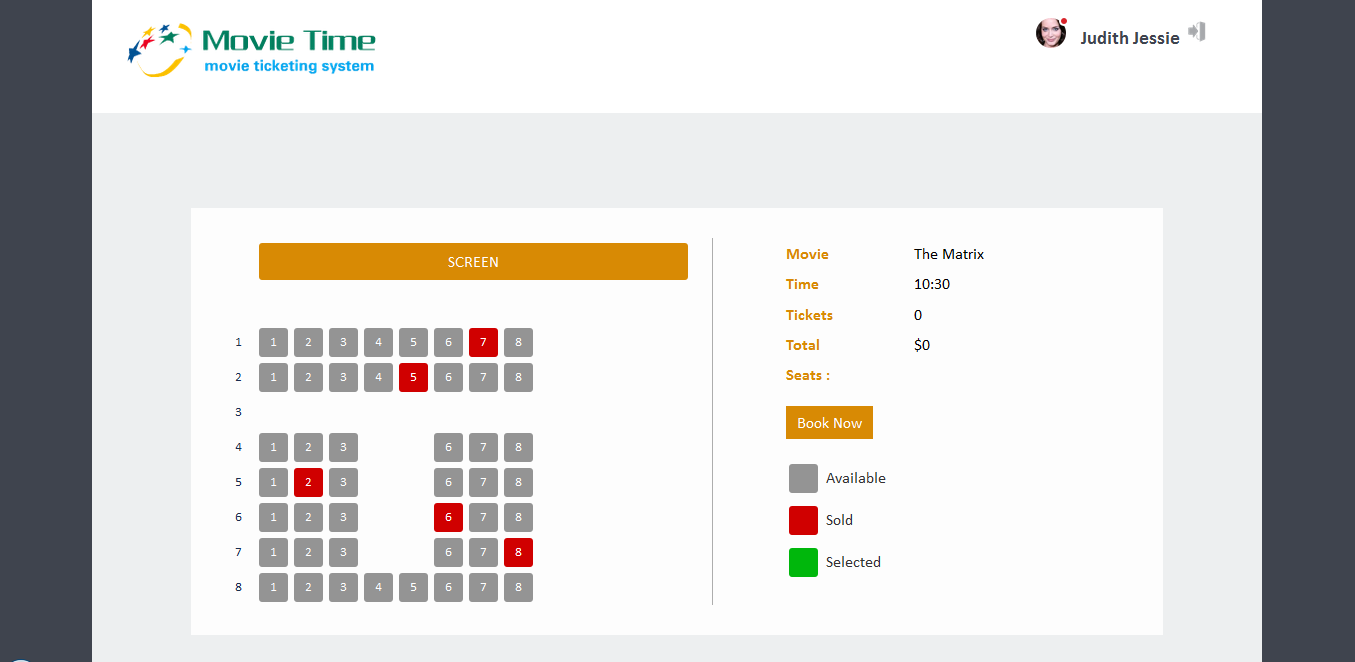 Movie Time
movie ticketing system
Judith Jessie
SCREEN
1 1 2 3 4 5 6 7 8
2 1 2 3 4 5 6 7 8
3
4 1 2 3 6 7 8
5 1 2 3 6 7 8
6 1 2 3 6 7 8
7 1 2 3 6 7 8
8 1 2 3 4 5 6 7 8
Movie The Matrix
Time 10:30
Tickets 0
Total $0
Seats :
Book Now
Available
Sold
Selected